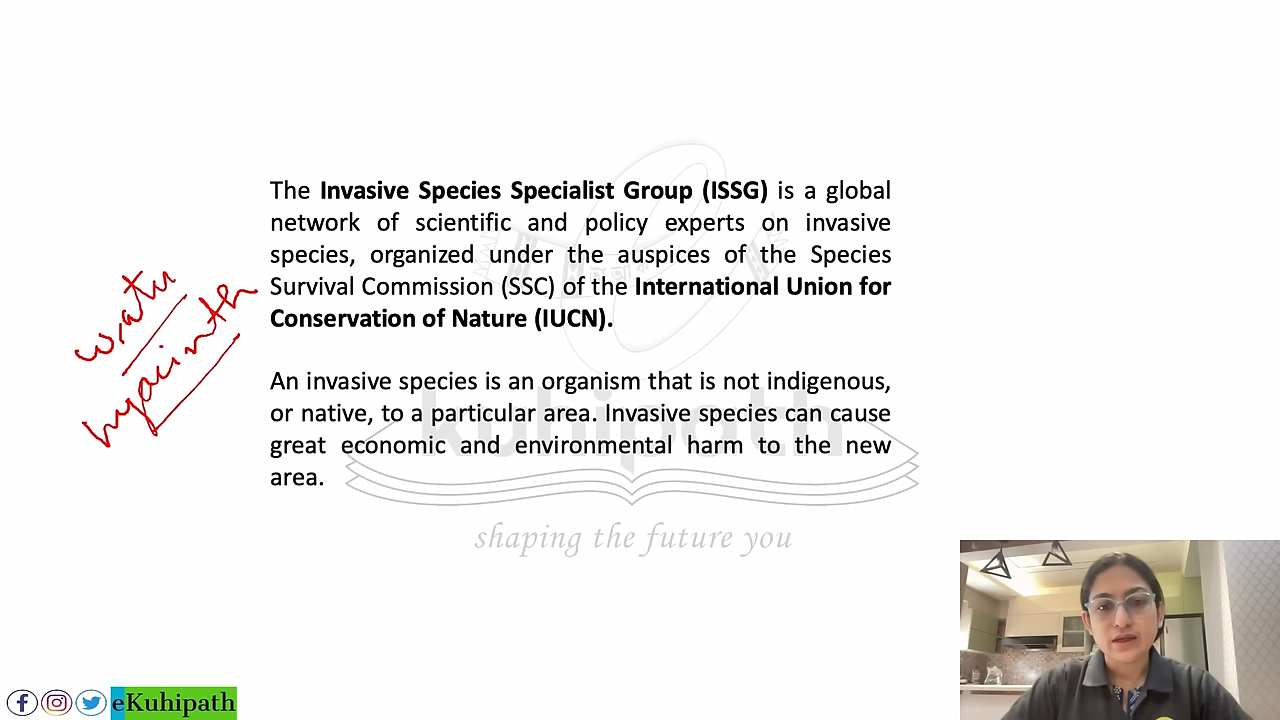 The Invasive Species Specialist Group (ISSG) is a global
network of scientific and policy experts on invasive
species, organized under the auspices of the Species
Survival Commission (SSC) of the International Union for
Conservation of Nature (IUCN).
An invasive species is an organism that is not indigenous,
or native, to a particular area. Invasive species can cause
great economic and environmental harm to the new
area.
water
hyacinth
kuhipath
shaping the future you
eKuhipath